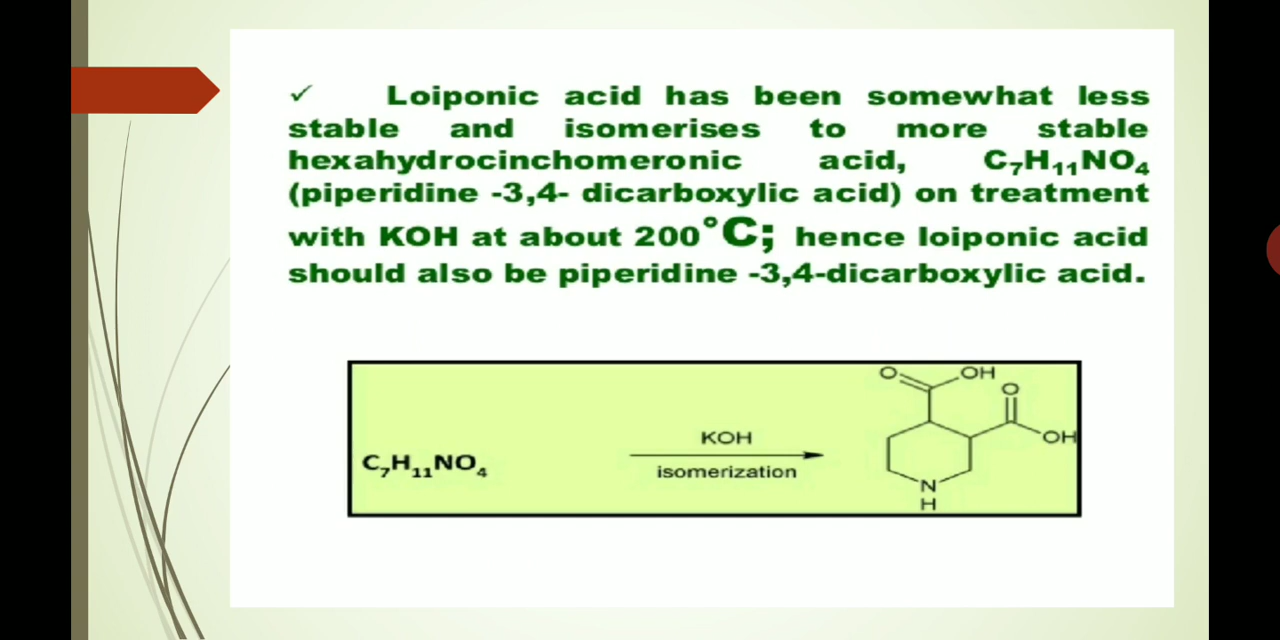 ✓ Loiponic acid has been somewhat less
stable and isomerises to more stable
hexahydrocinchomeronic acid, C₇H₁₁NO₄
(piperidine -3,4- dicarboxylic acid) on treatment
with KOH at about 200°C; hence loiponic acid
should also be piperidine -3,4-dicarboxylic acid.
O OH
O
KOH OH
C₇H₁₁NO₄
isomerization
N
H